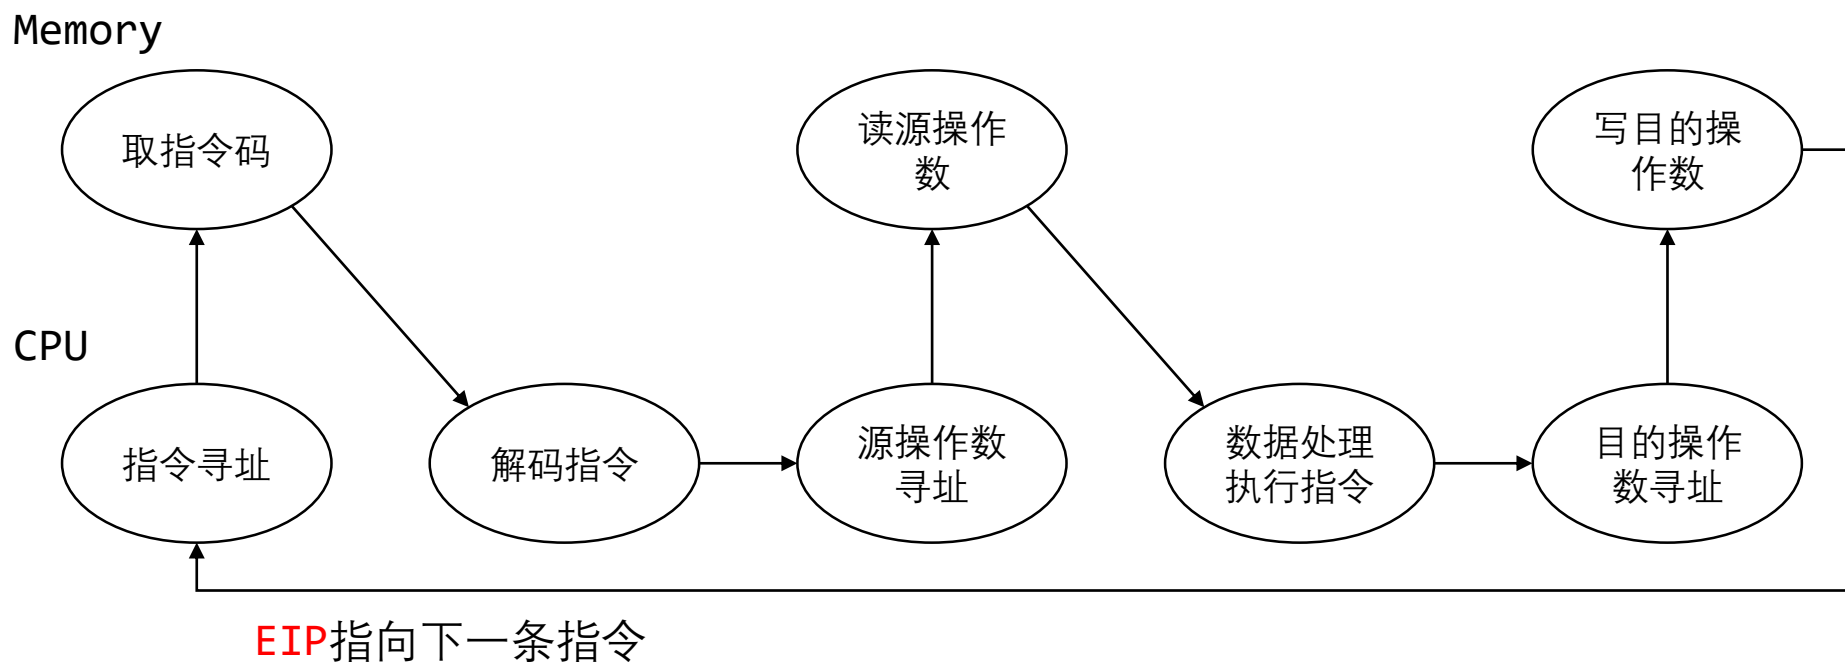 Memory
取指令码
读源操作
数
写目的操
作数
CPU
指令寻址
解码指令
源操作数
寻址
数据处理
执行指令
目的操作
数寻址
EIP指向下一条指令